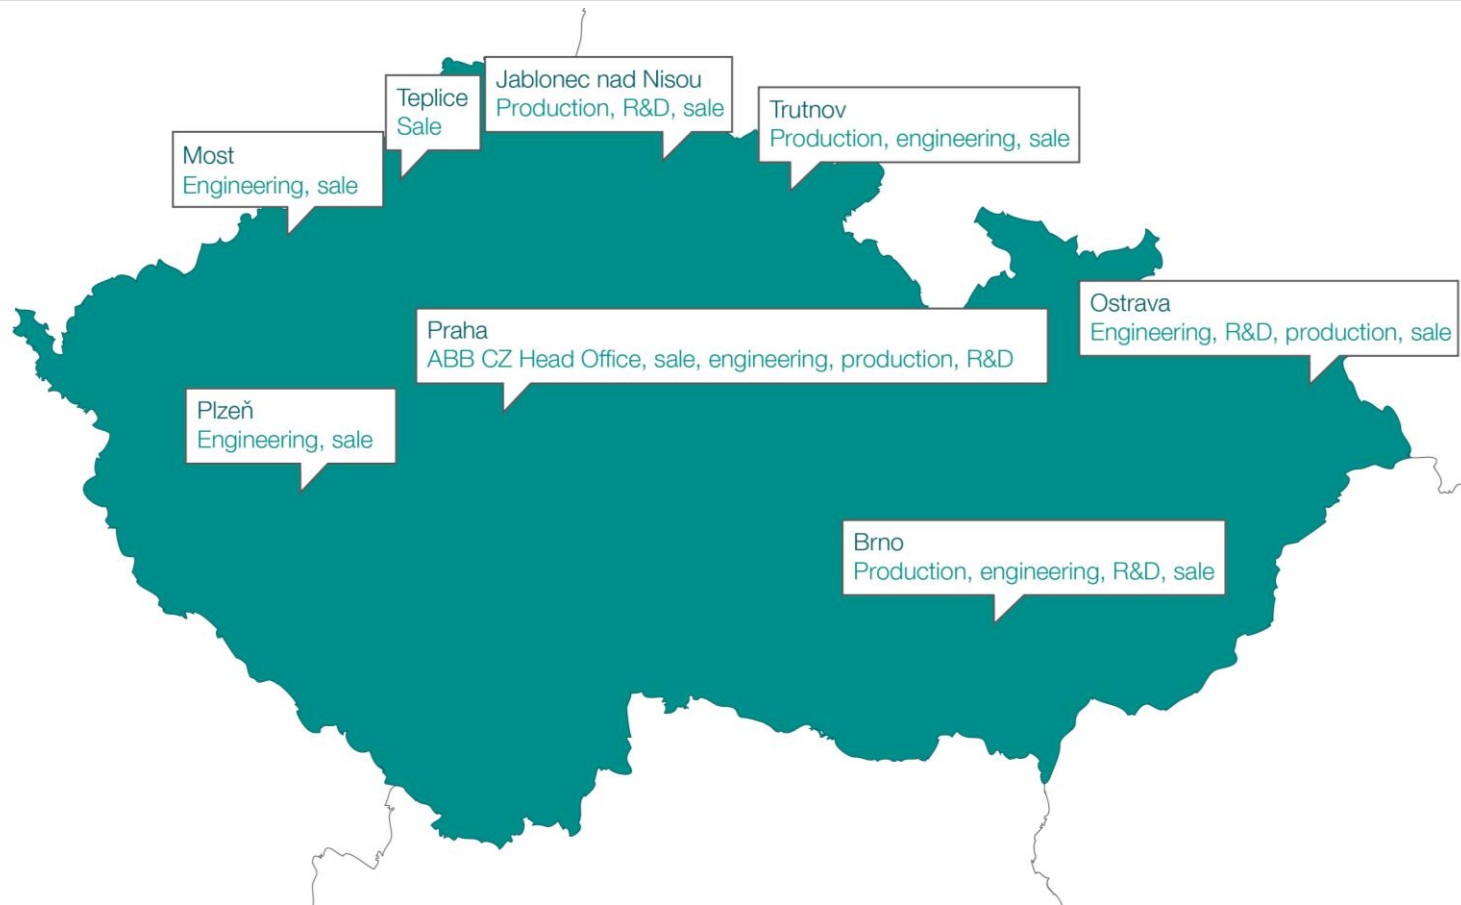 Jablonec nad Nisou
Production, R&D, sale
Teplice
Sale
Trutnov
Production, engineering, sale
Most
Engineering, sale
Ostrava
Engineering, R&D, production, sale
Praha
ABB CZ Head Office, sale, engineering, production, R&D
Plzeň
Engineering, sale
Brno
Production, engineering, R&D, sale